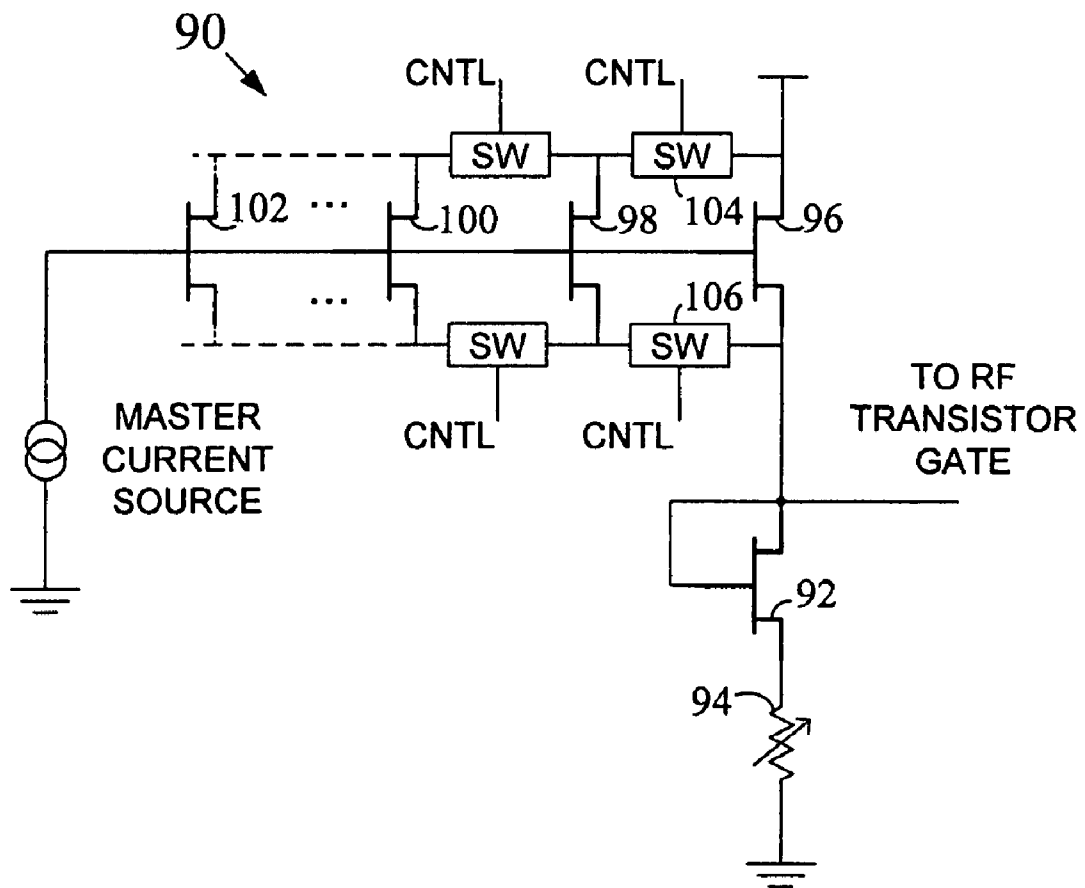 90
CNTL CNTL
SW SW
102 ... 100 98 104 96
... 106
SW SW
MASTER
CURRENT
SOURCE
CNTL CNTL
TO RF
TRANSISTOR
GATE
92
94